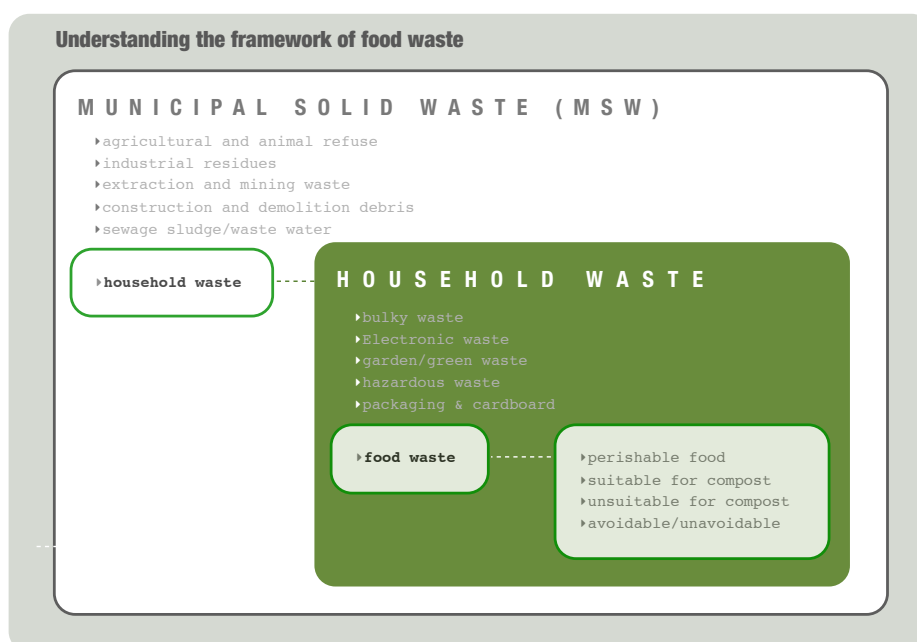 Understanding the framework of food waste
MUNICIPAL SOLID WASTE (MSW)
‣agricultural and animal refuse
‣industrial residues
‣extraction and mining waste
‣construction and demolition debris
‣sewage sludge/waste water
‣household waste
HOUSEHOLD WASTE
‣bulky waste
‣Electronic waste
‣garden/green waste
‣hazardous waste
‣packaging & cardboard
‣food waste
‣perishable food
‣suitable for compost
‣unsuitable for compost
‣avoidable/unavoidable